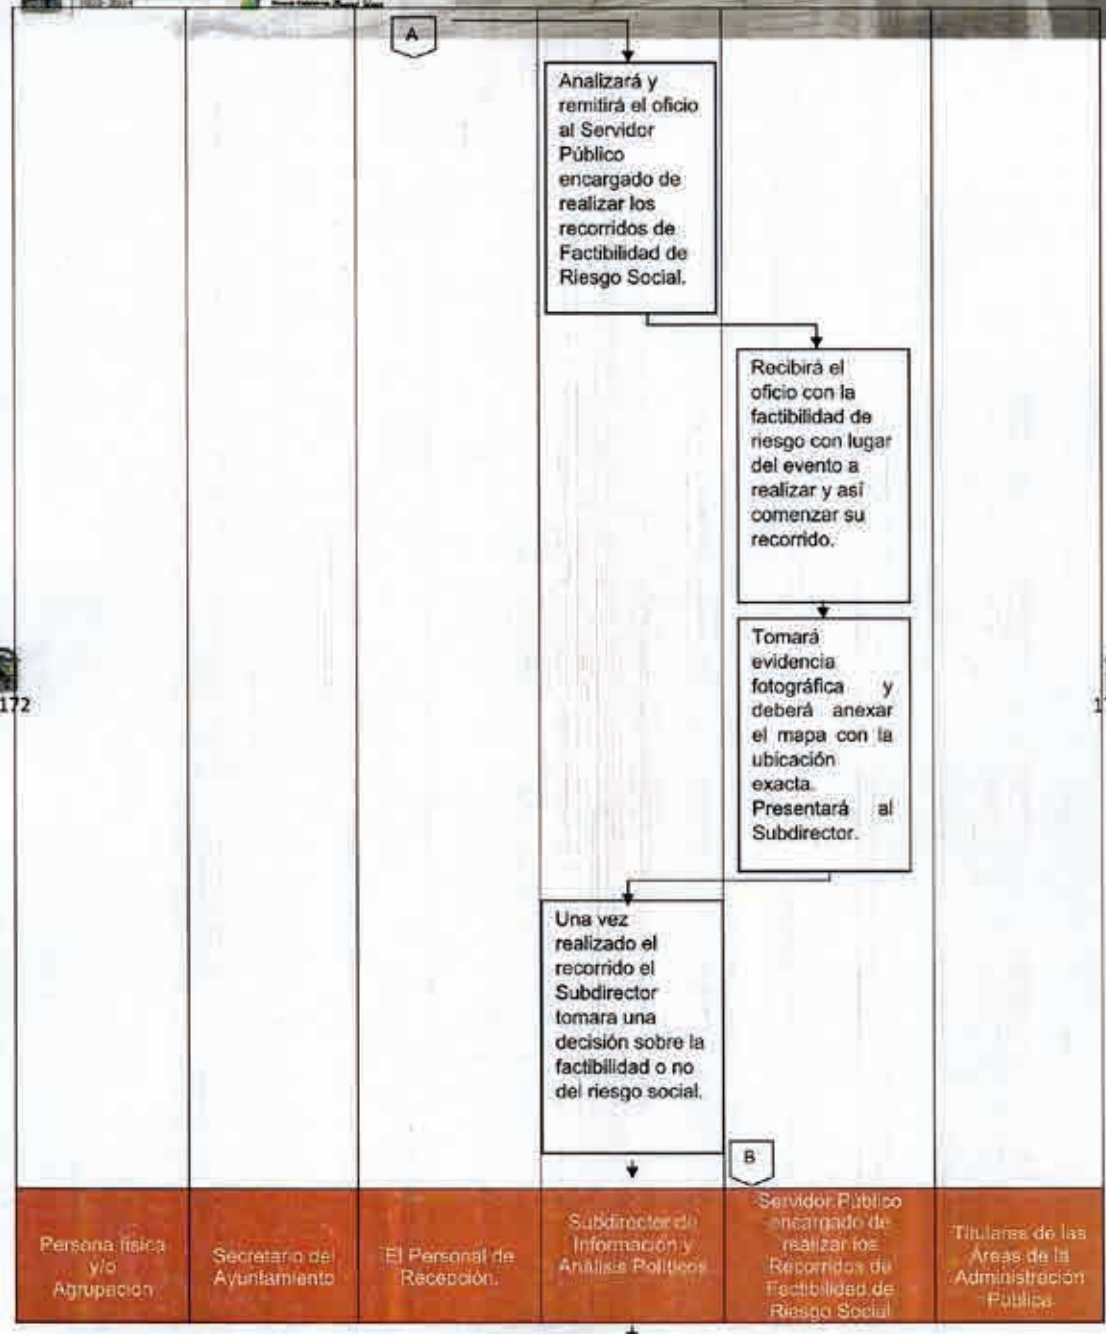 A
Analizará y
remitirá el oficio
al Servidor
Público
encargado de
realizar los
recorridos de
Factibilidad de
Riesgo Social.
Recibirá el
oficio con la
factibilidad de
riesgo con lugar
del evento a
realizar y así
comenzar su
recorrido.
Tomará
evidencia
fotográfica y
deberá anexar
el mapa con la
ubicación
exacta.
Presentará al
Subdirector.
172
Una vez
realizado el
recorrido el
Subdirector
tomara una
decisión sobre la
factibilidad o no
del riesgo social.
B
Persona física
y/o
Agrupación
Secretario del
Ayuntamiento
El Personal de
Recepción.
Subdirector de
Información y
Análisis Políticos
Servidor Público
encargado de
realizar los
Recorridos de
Factibilidad de
Riesgo Social
Titulares de las
Áreas de la
Administración
Pública